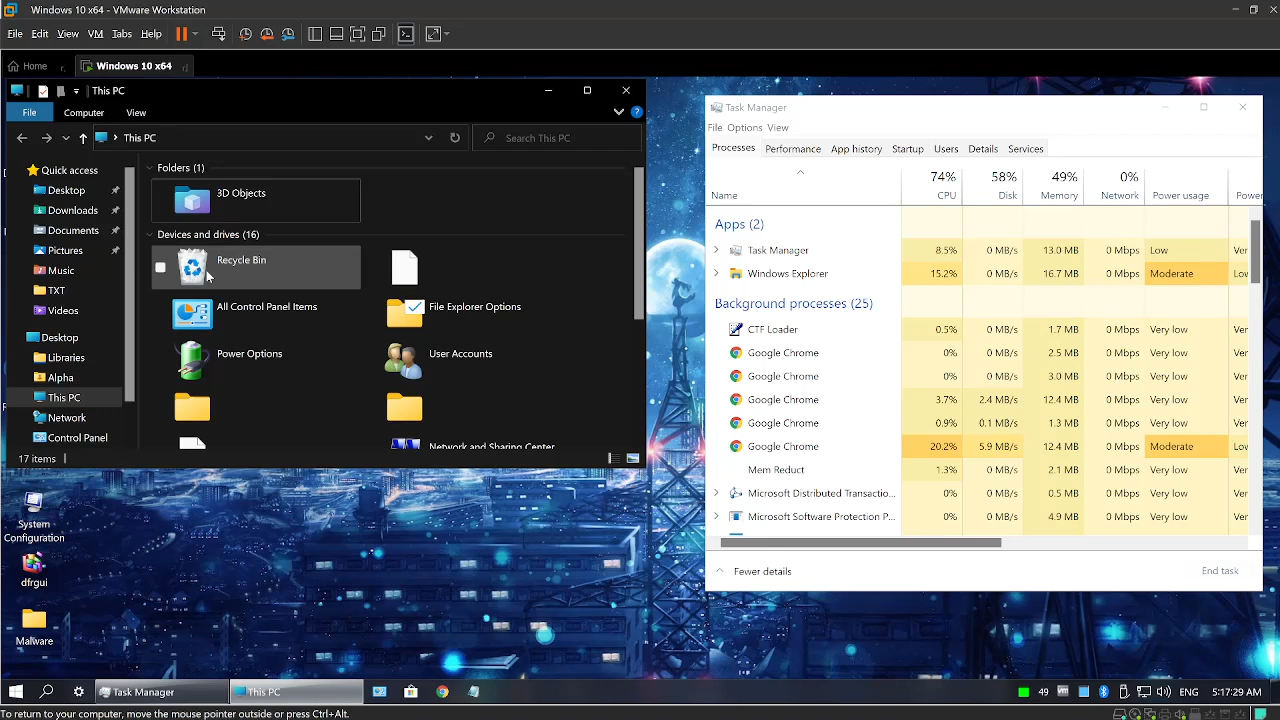 Windows 10 x64 - VMware Workstation
File Edit View VM Tabs Help
Home
Windows 10 x64
This PC
File Computer View
This PC
Search This PC
Quick access
Desktop
Downloads
Documents
Pictures
Music
TXT
Videos
Desktop
Libraries
Alpha
This PC
Network
Control Panel
Folders (1)
3D Objects
Devices and drives (16)
Recycle Bin
All Control Panel Items
File Explorer Options
Power Options
User Accounts
Network and Sharing Center
17 items
Task Manager
File Options View
Processes Performance App history Startup Users Details Services
74% 58% 49% 0%
Name CPU Disk Memory Network Power usage Power
Apps (2)
Task Manager 8.5% 0 MB/s 13.0 MB 0 Mbps Low Ver
Windows Explorer 15.2% 0 MB/s 16.7 MB 0 Mbps Moderate Low
Background processes (25)
CTF Loader 0.5% 0 MB/s 1.7 MB 0 Mbps Very low Ver
Google Chrome 0% 0 MB/s 2.5 MB 0 Mbps Very low Ver
Google Chrome 0% 0 MB/s 3.0 MB 0 Mbps Very low Ver
Google Chrome 3.7% 2.4 MB/s 12.4 MB 0 Mbps Very low Ver
Google Chrome 0.9% 0.1 MB/s 1.3 MB 0 Mbps Very low Ver
Google Chrome 20.2% 5.9 MB/s 12.4 MB 0 Mbps Moderate Low
Mem Reduct 1.3% 0 MB/s 2.1 MB 0 Mbps Very low Ver
Microsoft Distributed Transactio... 0% 0 MB/s 0.5 MB 0 Mbps Very low Ver
Microsoft Software Protection P... 0% 0 MB/s 4.9 MB 0 Mbps Very low Ver
Fewer details
End task
System
Configuration
dfrgui
Malware
Task Manager
This PC
49
ENG
5:17:29 AM
To return to your computer, move the mouse pointer outside or press Ctrl+Alt.